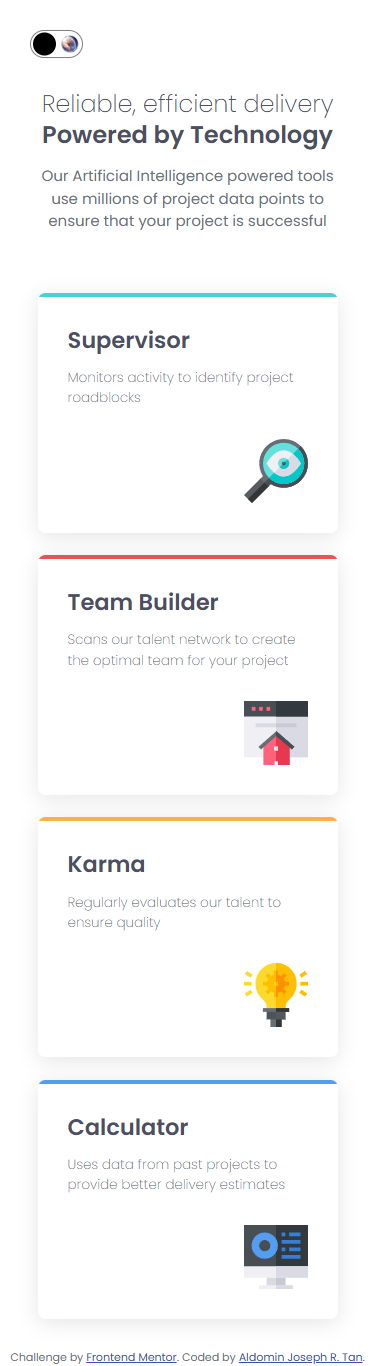 Reliable, efficient delivery
Powered by Technology
Our Artificial Intelligence powered tools
use millions of project data points to
ensure that your project is successful
Supervisor
Monitors activity to identify project
roadblocks
Team Builder
Scans our talent network to create
the optimal team for your project
Karma
Regularly evaluates our talent to
ensure quality
Calculator
Uses data from past projects to
provide better delivery estimates
Challenge by Frontend Mentor. Coded by Aldomin Joseph R. Tan.